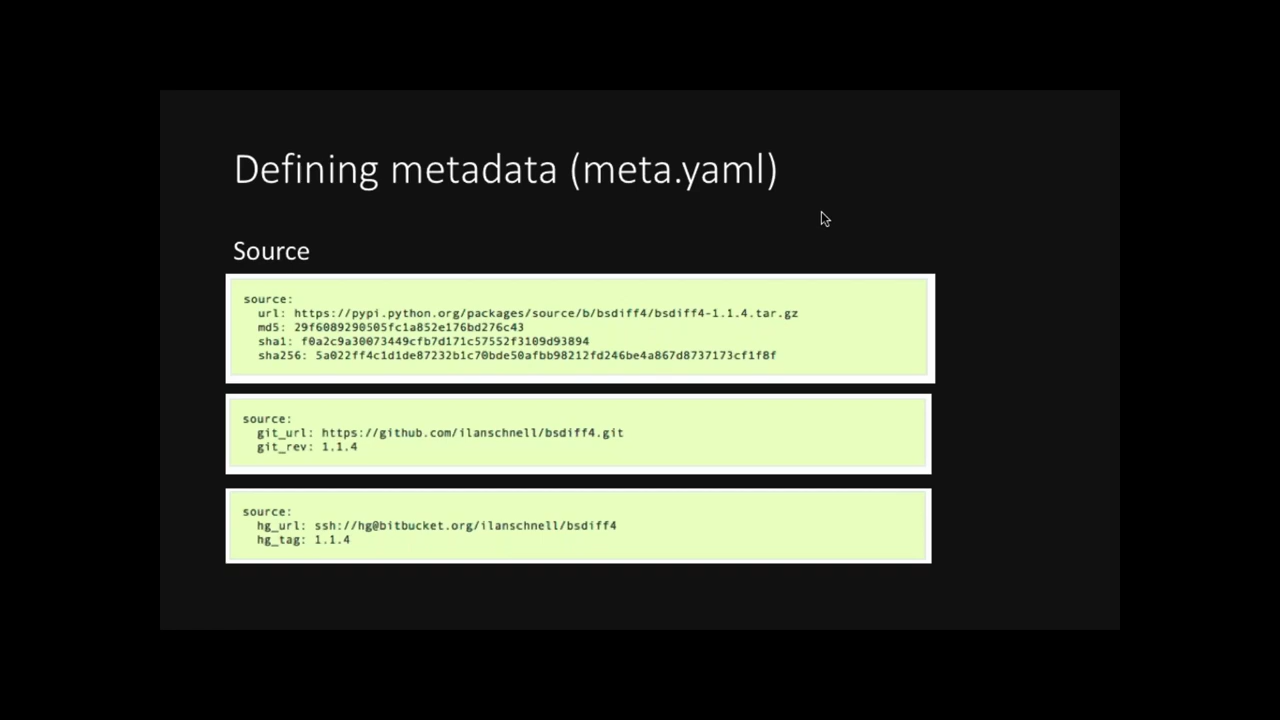 Defining metadata (meta.yaml)
Source
source:
url: https://pypi.python.org/packages/source/b/bsdiff4/bsdiff4-1.1.4.tar.gz
md5: 29f6089290505fc1a852e176bd276c43
sha1: f0a2c9a30073449cfb7d171c57552f3109d93894
sha256: 5a022ff4c1d1de87232b1c70bde50afbb98212fd246be4a867d8737173cf1f8f
source:
git_url: https://github.com/ilanschnell/bsdiff4.git
git_rev: 1.1.4
source:
hg_url: ssh://hg@bitbucket.org/ilanschnell/bsdiff4
hg_tag: 1.1.4